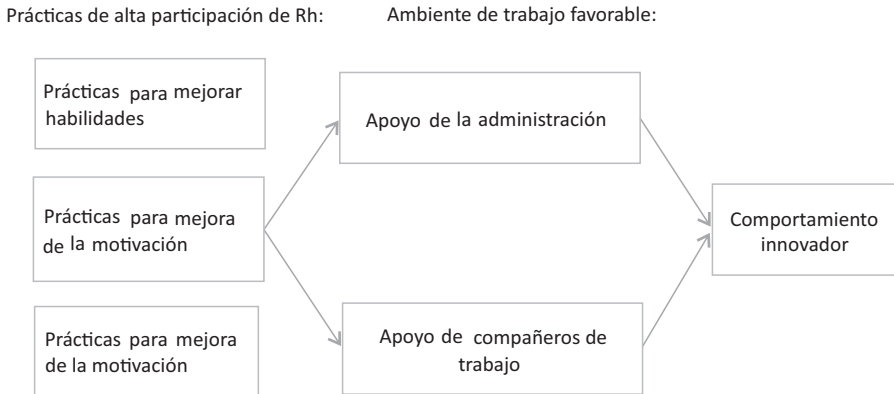 Prácticas de alta participación de Rh:
Ambiente de trabajo favorable:
Prácticas para mejorar
habilidades
Prácticas para mejora
de la motivación
Prácticas para mejora
de la motivación
Apoyo de la administración
Apoyo de compañeros de
trabajo
Comportamiento
innovador